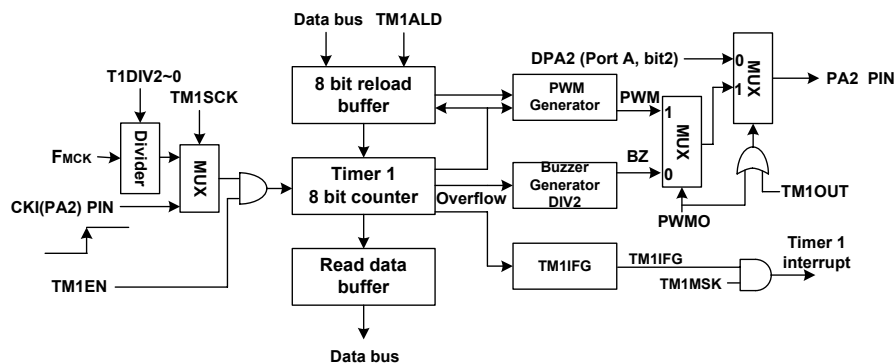 Data bus
TM1ALD
T1DIV2~0
TM1SCK
8 bit reload
buffer
DPA2 (Port A, bit2)
0
1
MUX
PA2 PIN
PWM
Generator
PWM
1
0
MUX
FMCK
Divider
MUX
Timer 1
8 bit counter
Overflow
Buzzer
Generator
DIV2
BZ
TM1OUT
CKI(PA2) PIN
PWMO
TM1EN
Read data
buffer
TM1IFG
TM1IFG
TM1MSK
Timer 1
interrupt
Data bus